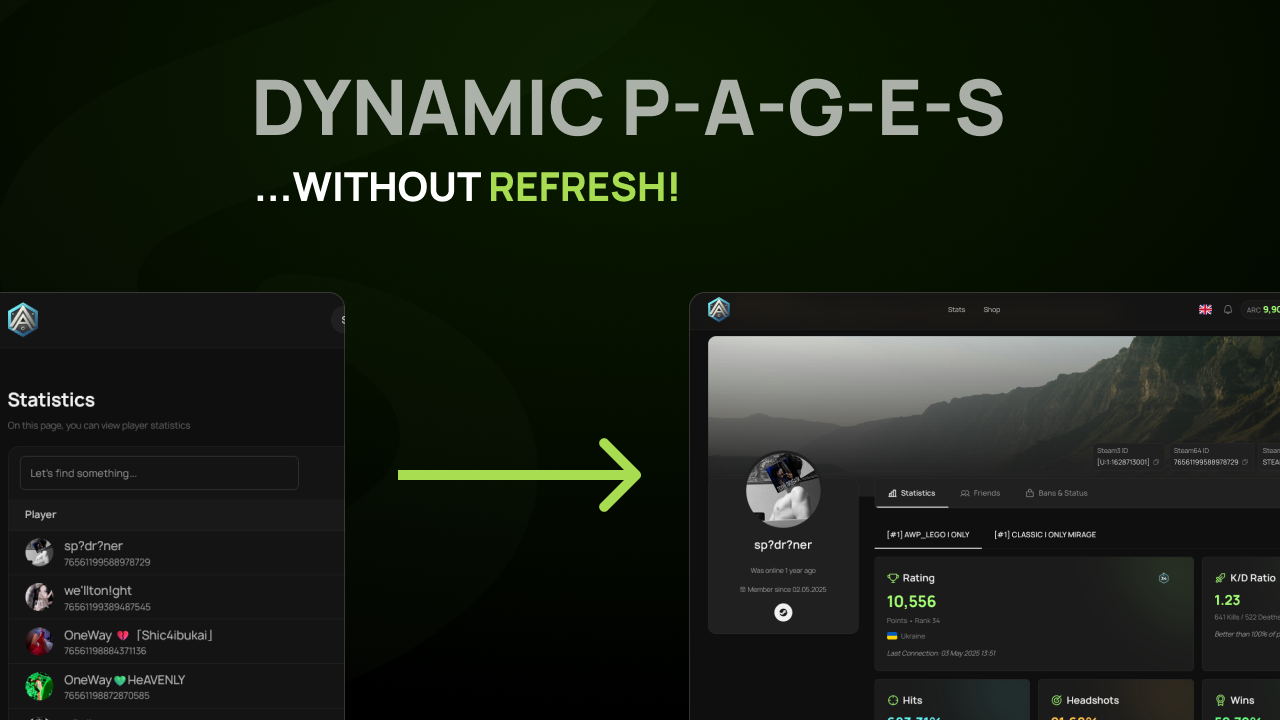 DYNAMIC P-A-G-E-S
...WITHOUT REFRESH!
Statistics
On this page, you can view player statistics
Let's find something...
Player
sp?dr?ner
76561199588978729
we'llton!ght
76561199389487545
OneWay 💔 「Shic4ibukai」
76561198884371136
OneWay💚HeAVENLY
76561198872870585
Stats Shop
ARC 9,90
Steam3 ID Steam64 ID Steam
[U:1:1628713001] 76561199588978729 STEA
Statistics Friends Bans & Status
sp?dr?ner
Was online 1 year ago
Member since 02.05.2025
[#1] AWP_LEGO | ONLY [#1] CLASSIC | ONLY MIRAGE
Rating
10,556
Points • Rank 34
Ukraine
Last Connection: 03 May 2025 13:51
K/D Ratio
1.23
641 Kills / 522 Deaths
Better than 100% of p
Hits
Headshots
Wins